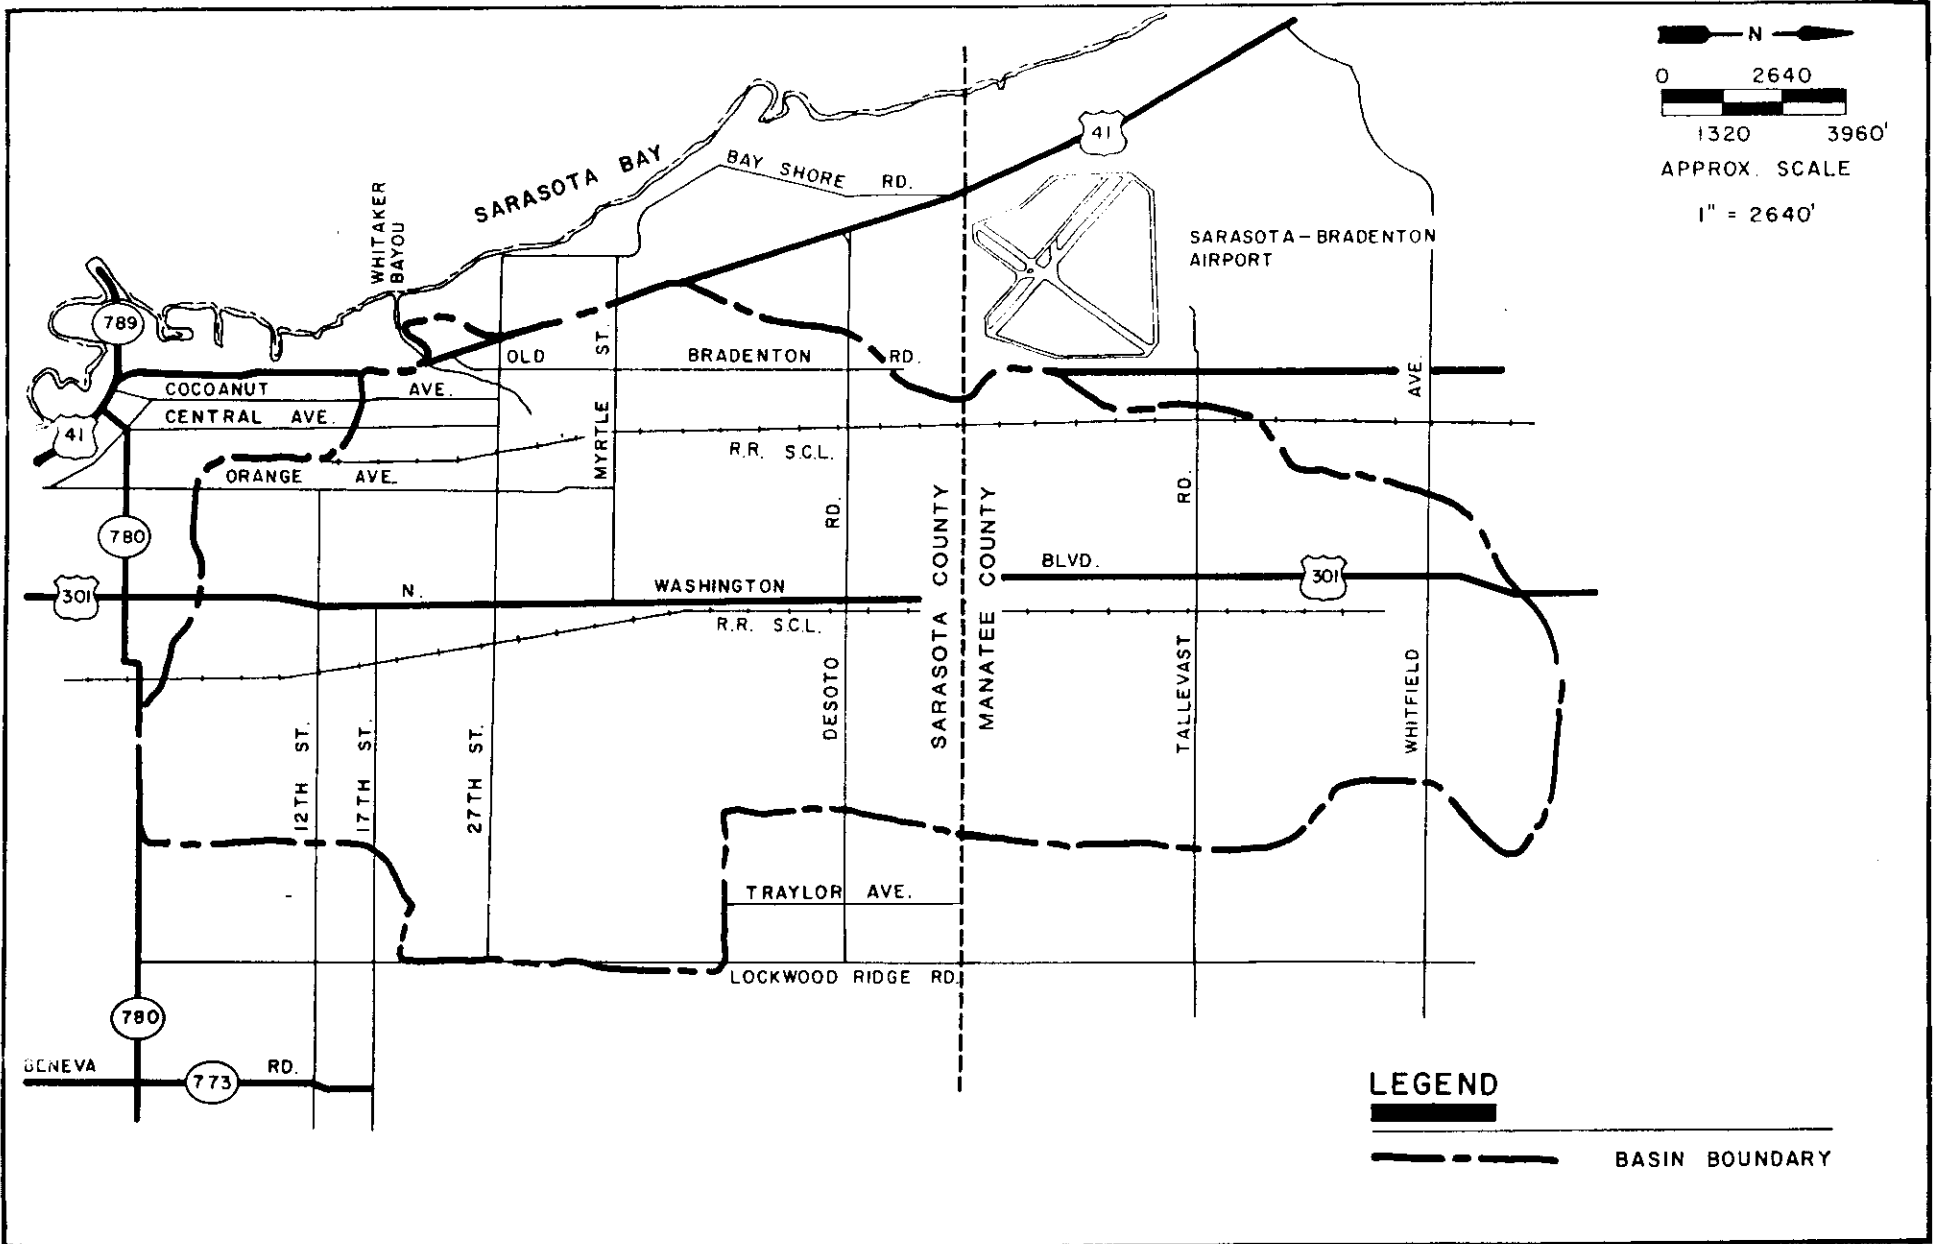 N
0 2640
1320 3960'
APPROX. SCALE
1" = 2640'
41
BAY SHORE RD.
SARASOTA BAY
WHITAKER
BAYOU
SARASOTA-BRADENTON
AIRPORT
789
OLD BRADENTON RD.
COCOANUT AVE.
CENTRAL AVE.
41
R.R. S.C.L.
ORANGE AVE.
MYRTLE ST.
780
301
N. WASHINGTON BLVD.
301
R.R. S.C.L.
SARASOTA COUNTY
MANATEE COUNTY
DESOTO RD.
TALLEVAST RD.
WHITFIELD AVE.
12TH ST.
17TH ST.
27TH ST.
TRAYLOR AVE.
LOCKWOOD RIDGE RD.
780
BENEVA RD.
773
LEGEND
BASIN BOUNDARY